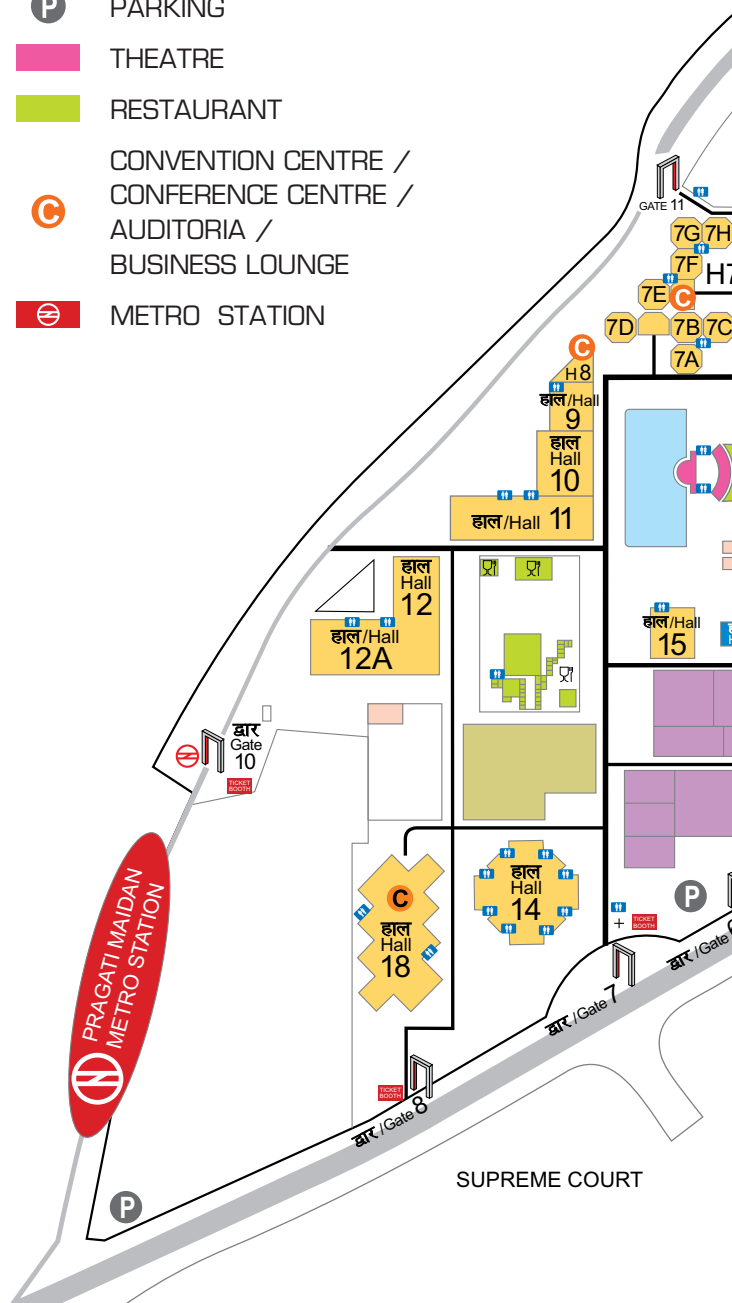 P PARKING
THEATRE
RESTAURANT
C CONVENTION CENTRE /
CONFERENCE CENTRE /
AUDITORIA /
BUSINESS LOUNGE
METRO STATION
GATE 11
7G 7H
7F
7E C
7D 7B 7C
7A
C
H 8
हाल/Hall
9
हाल
Hall
10
हाल/Hall 11
हाल
Hall
12
हाल/Hall
12A
हाल/Hall
15
द्वार
Gate
10
TICKET
BOOTH
PRAGATI MAIDAN
METRO STATION
C
हाल
Hall
18
हाल
Hall
14
P
TICKET
BOOTH
द्वार/Gate
द्वार/Gate 7
TICKET
BOOTH
द्वार/Gate 8
SUPREME COURT
P